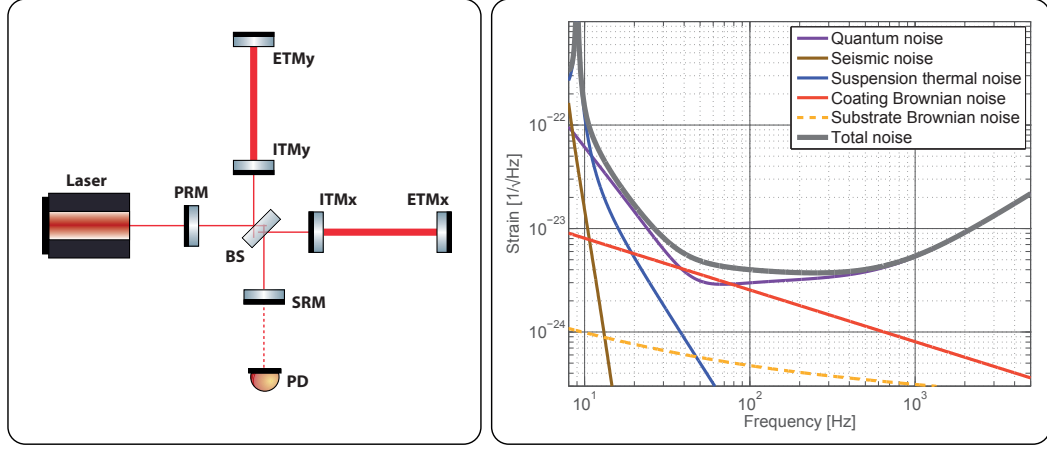 ETMy
ITMy
Laser
PRM
ITMx
ETMx
BS
SRM
PD
Quantum noise
Seismic noise
Suspension thermal noise
Coating Brownian noise
Substrate Brownian noise
Total noise
Strain [1/√Hz]
10⁻²²
10⁻²³
10⁻²⁴
10¹
10²
10³
Frequency [Hz]